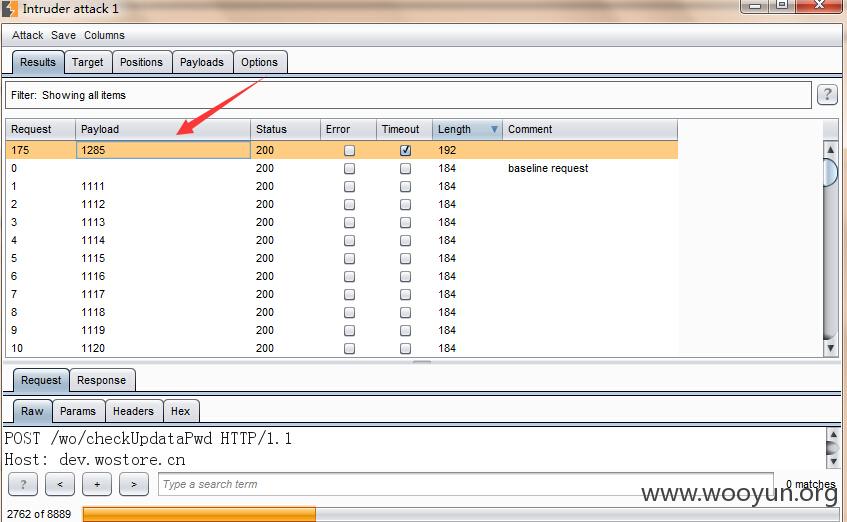 Intruder attack 1
Attack Save Columns
Results Target Positions Payloads Options
Filter: Showing all items ?
Request Payload Status Error Timeout Length Comment
175 1285 200 192
0 200 184 baseline request
1 1111 200 184
2 1112 200 184
3 1113 200 184
4 1114 200 184
5 1115 200 184
6 1116 200 184
7 1117 200 184
8 1118 200 184
9 1119 200 184
10 1120 200 184
Request Response
Raw Params Headers Hex
POST /wo/checkUpdataPwd HTTP/1.1
Host: dev.wostore.cn
? < + > Type a search term 0 matches
www.wooyun.org
2762 of 8889